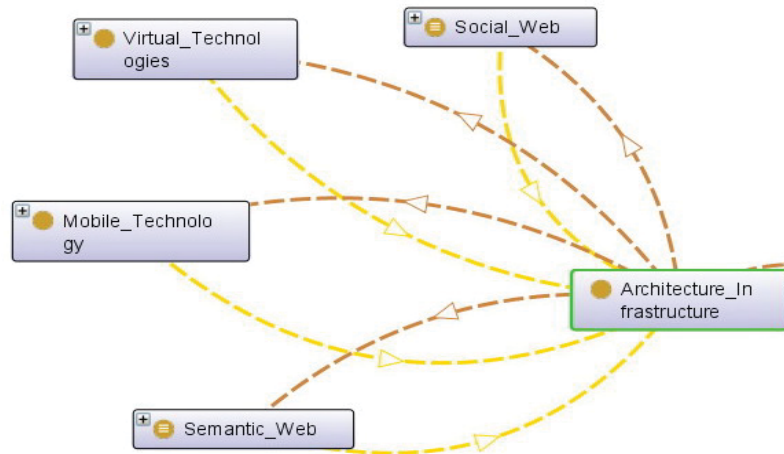 Virtual_Technol
ogies
Social_Web
Mobile_Technolo
gy
Architecture_In
frastructure
Semantic_Web